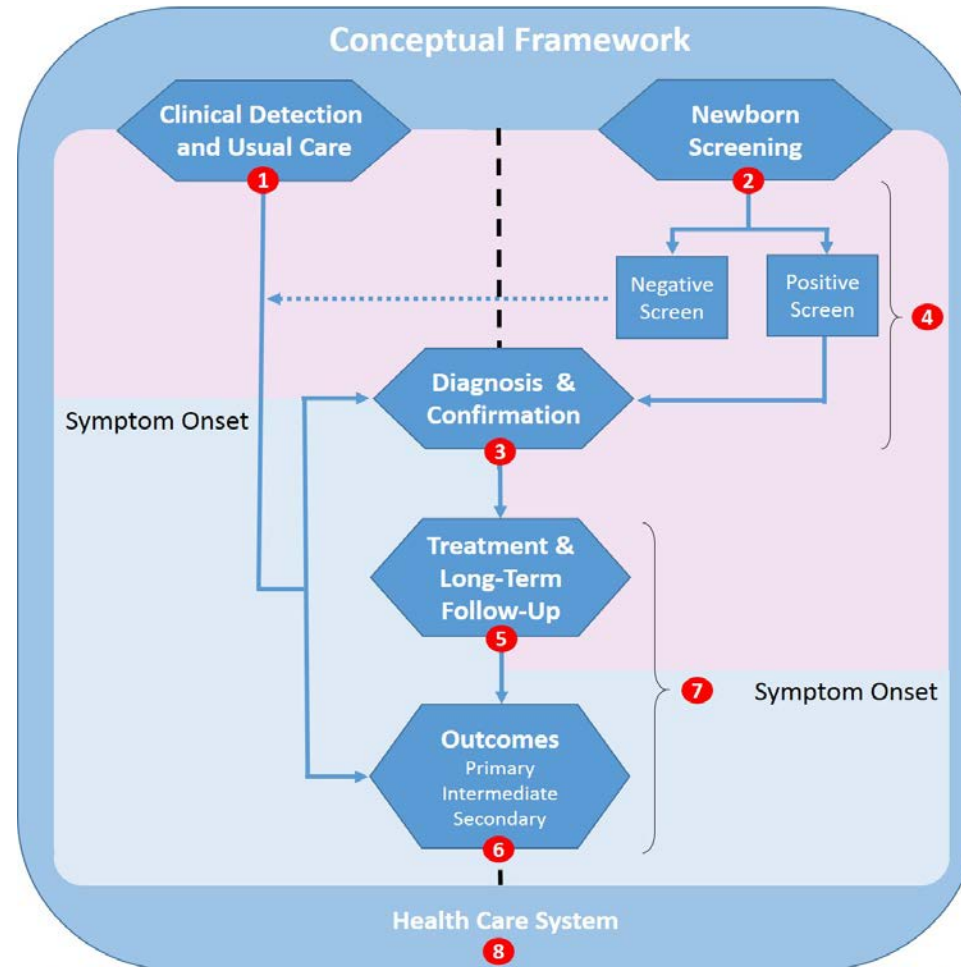 Conceptual Framework
Clinical Detection
and Usual Care
1
Newborn
Screening
2
Negative
Screen
Positive
Screen
4
Diagnosis &
Confirmation
3
Symptom Onset
Treatment &
Long-Term
Follow-Up
5
7
Symptom Onset
Outcomes
Primary
Intermediate
Secondary
6
Health Care System
8